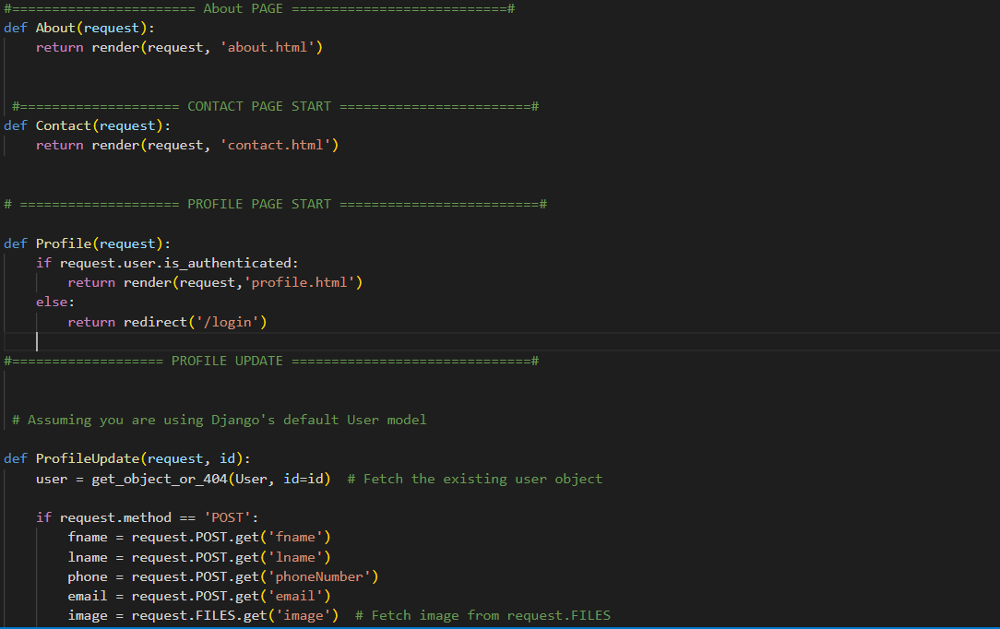 #======================= About PAGE ===========================#
def About(request):
    return render(request, 'about.html')
 #==================== CONTACT PAGE START ========================#
def Contact(request):
    return render(request, 'contact.html')
# ==================== PROFILE PAGE START =========================#
def Profile(request):
    if request.user.is_authenticated:
        return render(request,'profile.html')
    else:
        return redirect('/login')
#=================== PROFILE UPDATE ==============================#
 # Assuming you are using Django's default User model
def ProfileUpdate(request, id):
    user = get_object_or_404(User, id=id)  # Fetch the existing user object
    if request.method == 'POST':
        fname = request.POST.get('fname')
        lname = request.POST.get('lname')
        phone = request.POST.get('phoneNumber')
        email = request.POST.get('email')
        image = request.FILES.get('image')  # Fetch image from request.FILES